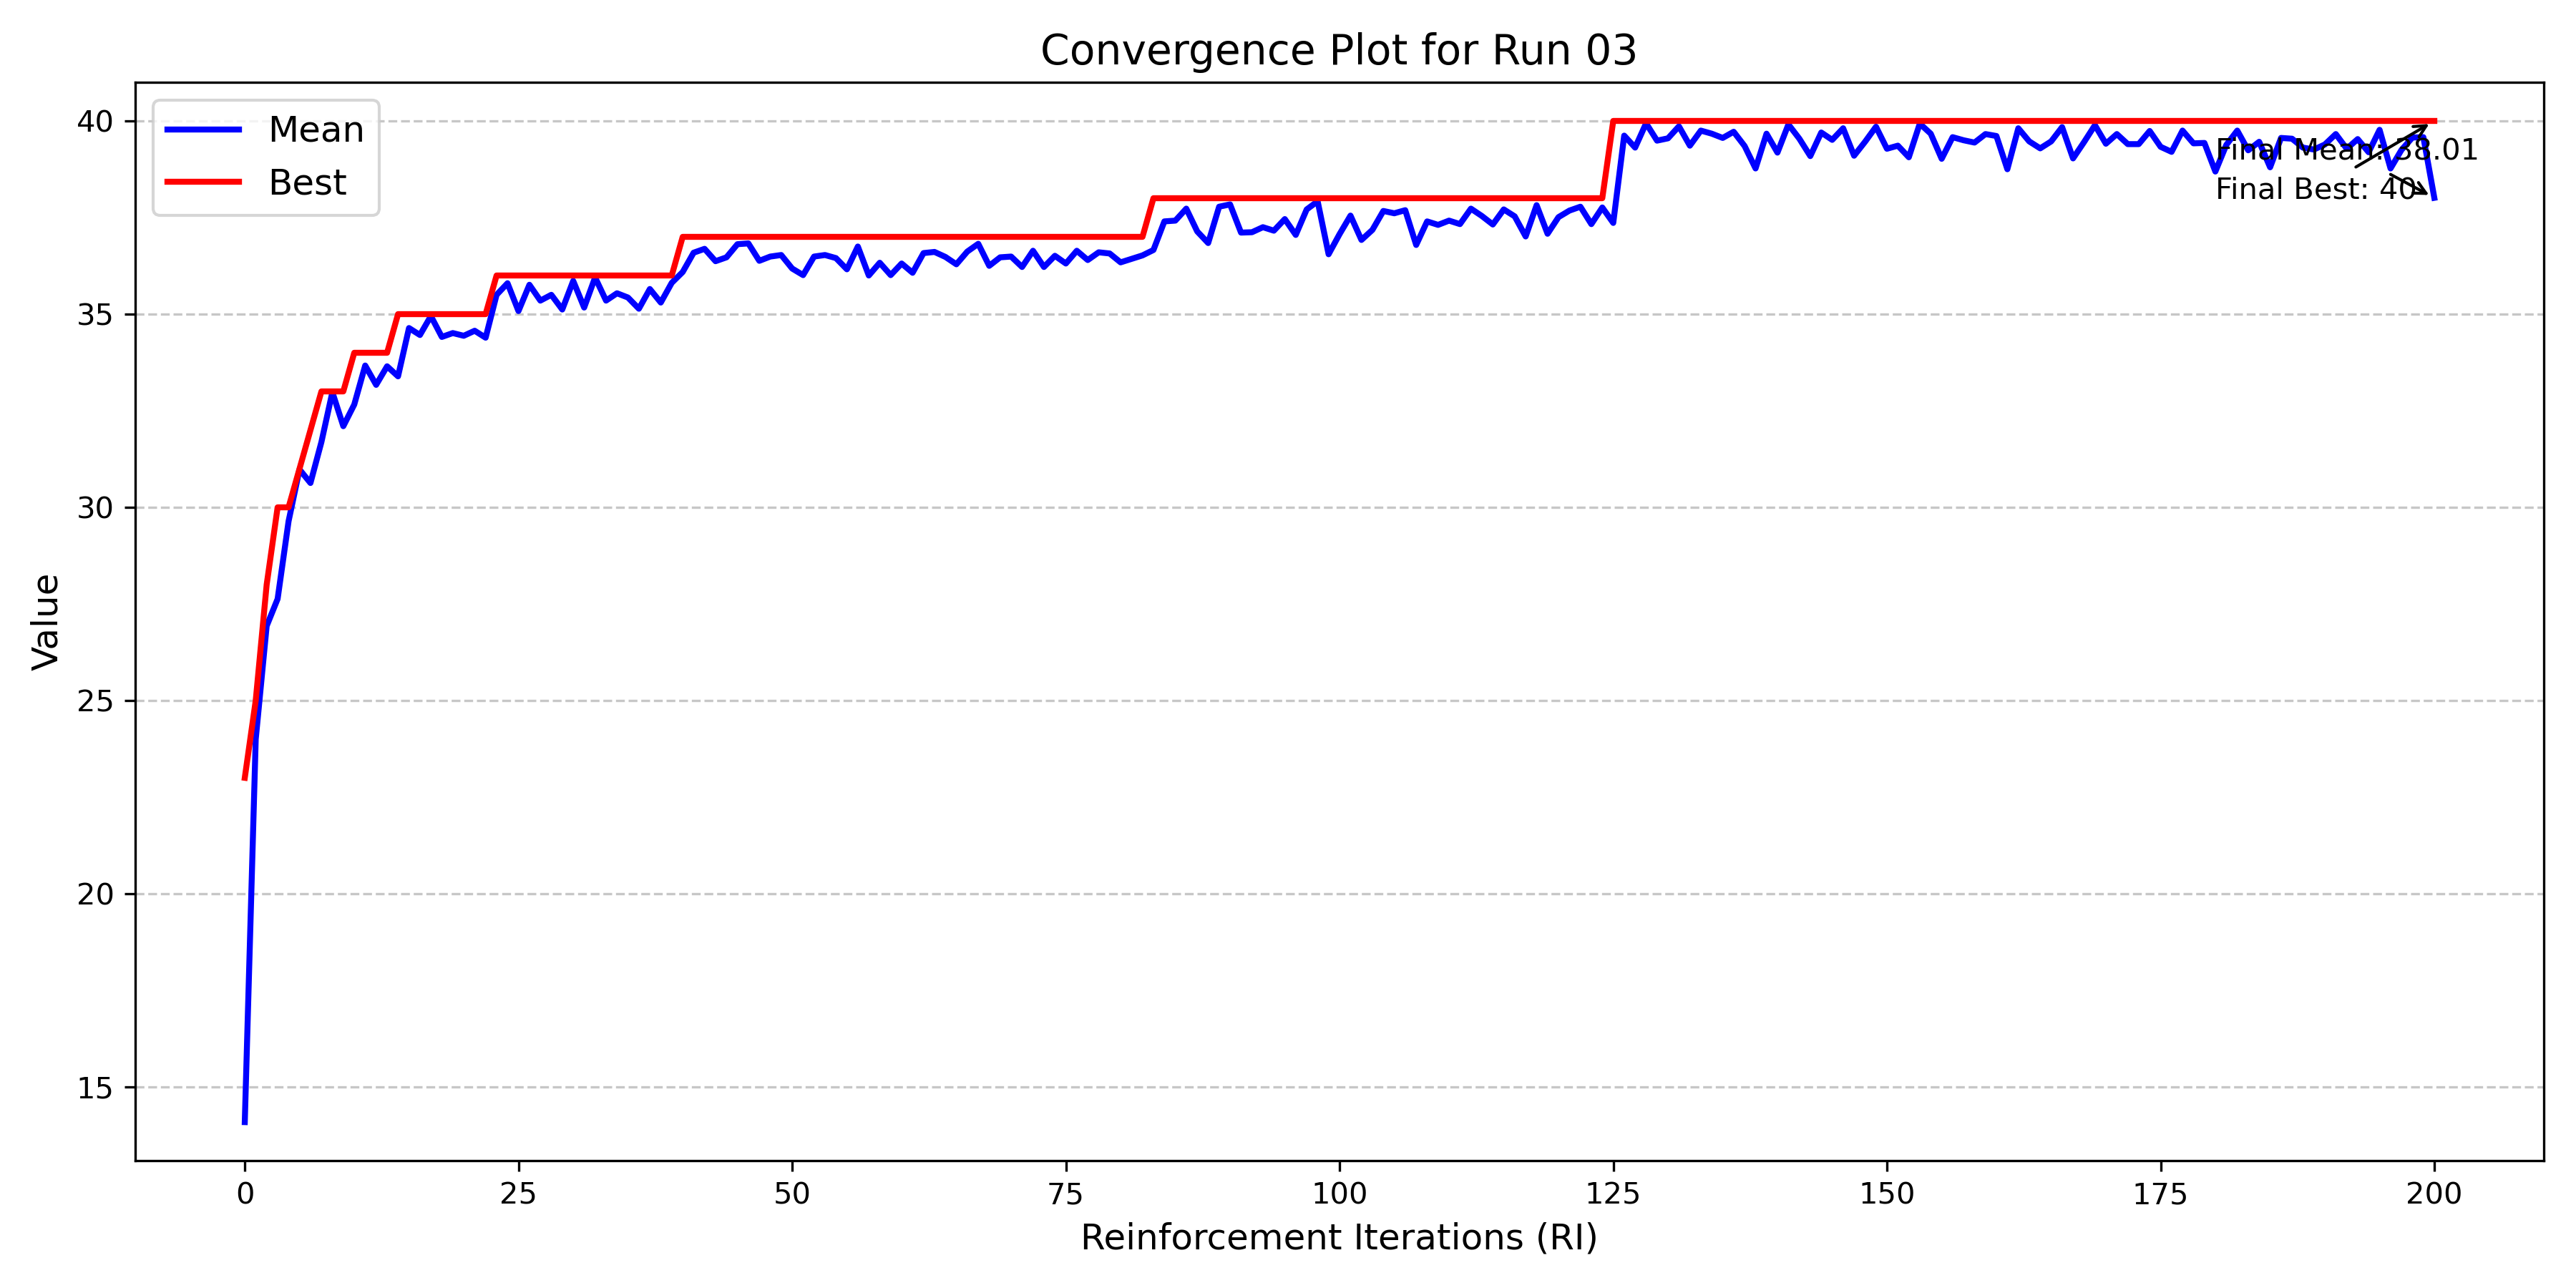 Convergence Plot for Run 03
Mean
Best
Final Mean: 38.01
Final Best: 40
Value
40
35
30
25
20
15
0 25 50 75 100 125 150 175 200
Reinforcement Iterations (RI)